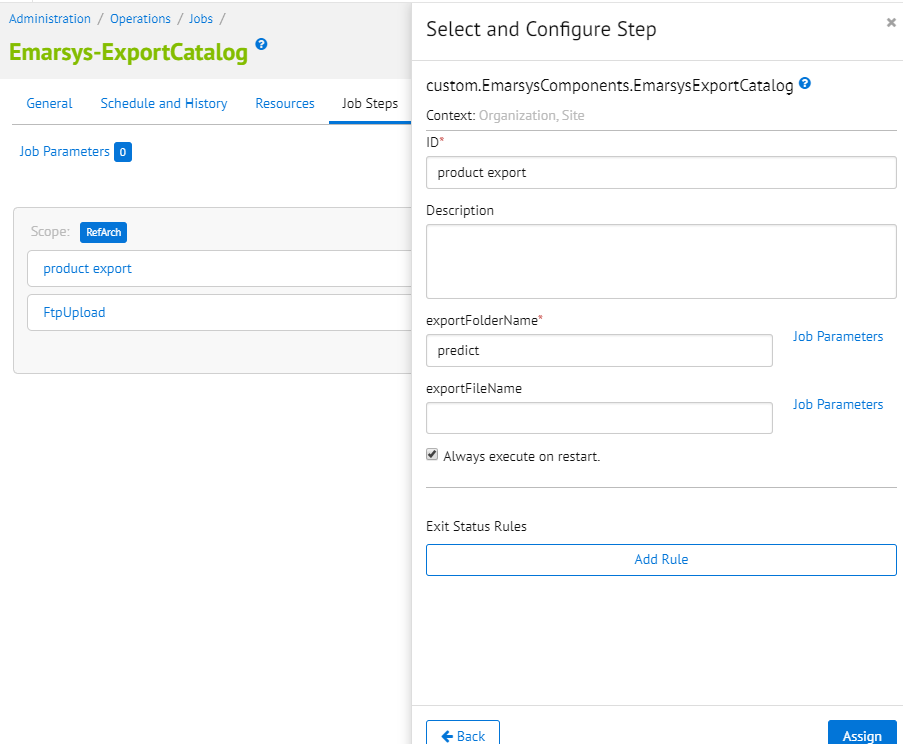 Administration / Operations / Jobs /
Emarsys-ExportCatalog ?
General Schedule and History Resources Job Steps
Job Parameters 0
Scope: RefArch
product export
FtpUpload
Select and Configure Step ×
custom.EmarsysComponents.EmarsysExportCatalog ?
Context: Organization, Site
ID*
product export
Description
exportFolderName*
predict Job Parameters
exportFileName
Job Parameters
Always execute on restart.
Exit Status Rules
Add Rule
← Back Assign